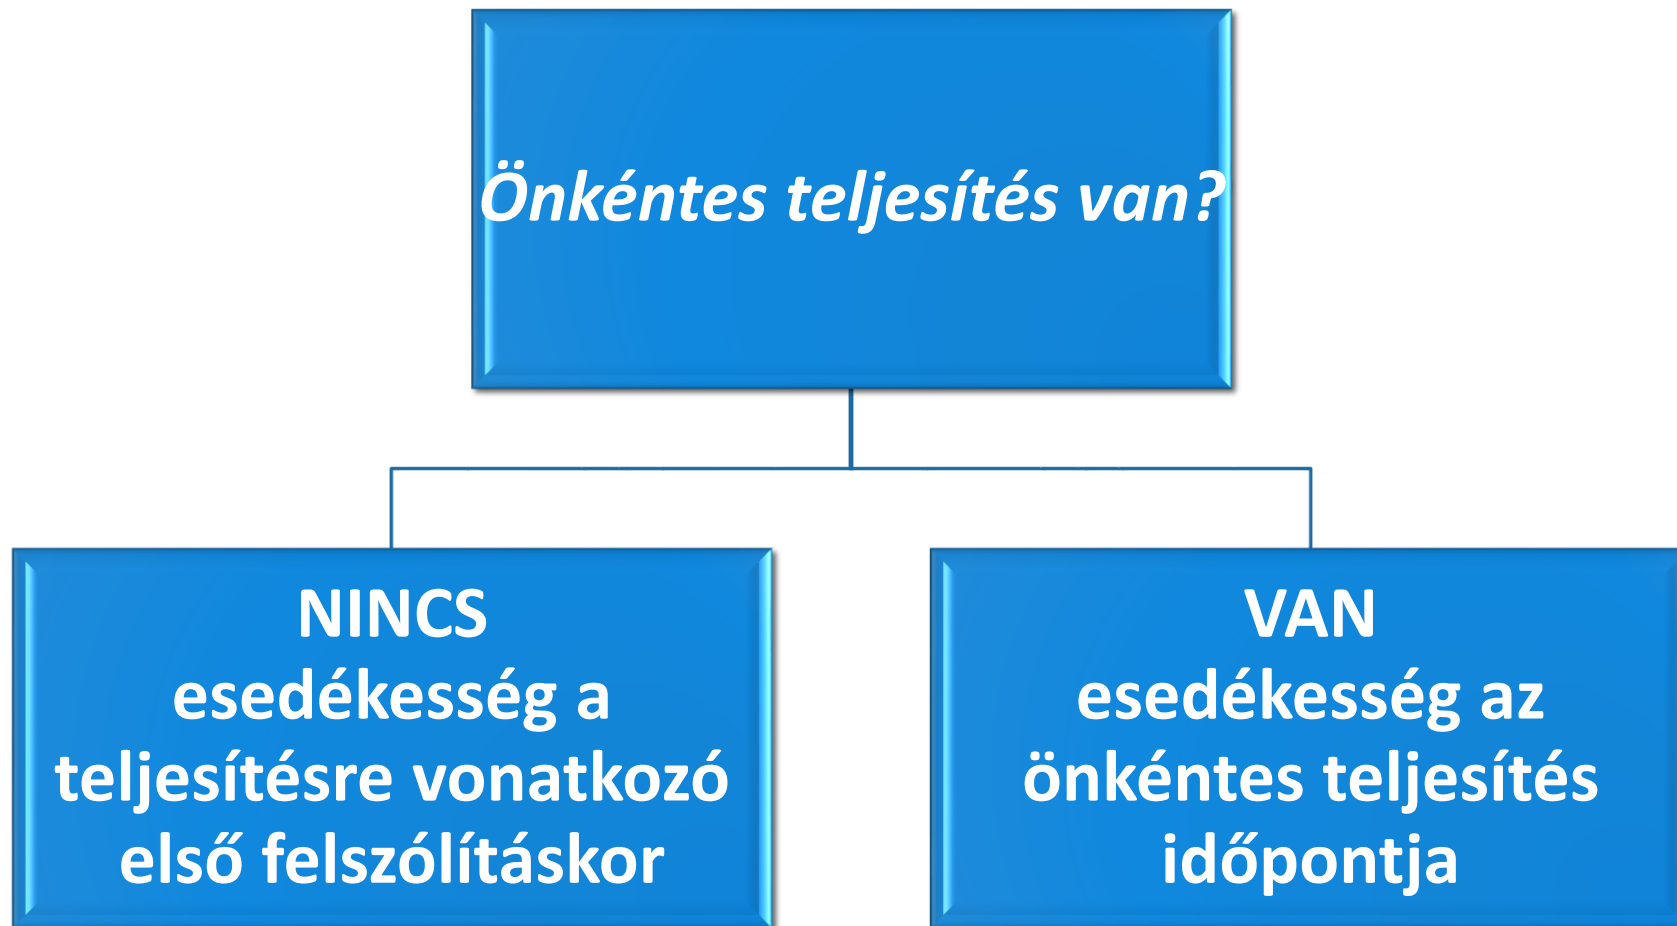 Önkéntes teljesítés van?
NINCS
esedékesség a
teljesítésre vonatkozó
első felszólításkor
VAN
esedékesség az
önkéntes teljesítés
időpontja